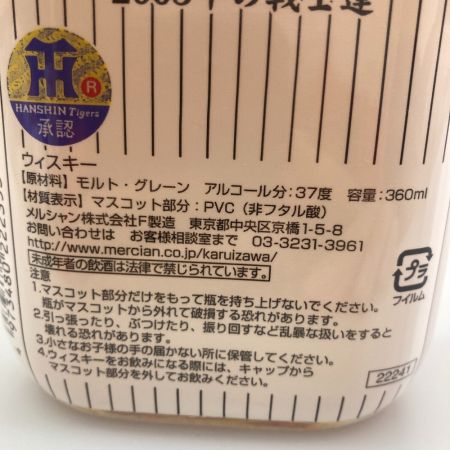 2003年の戦士達
HANSHIN Tigers
承認
R
ウィスキー
【原材料】モルト・グレーン アルコール分:37度 容量:360ml
【材質表示】マスコット部分:PVC(非フタル酸)
メルシャン株式会社F製造 東京都中央区京橋1-5-8
お問い合わせは お客様相談室まで 03-3231-3961
http://www.mercian.co.jp/karuizawa/
未成年者の飲酒は法律で禁じられています。
注意
1.マスコット部分だけをもって瓶を持ち上げないでください。
瓶がマスコットから外れて破損する恐れがあります。
2.引っ張ったり、ぶつけたり、振り回すなど乱暴な扱いをすると
壊れる恐れがあります。
3.小さなお子様の手の届かない所に保管してください。
4.ウィスキーをお飲みになる際には、キャップから
マスコット部分を外してお飲みください。
プラ
フィルム
22241